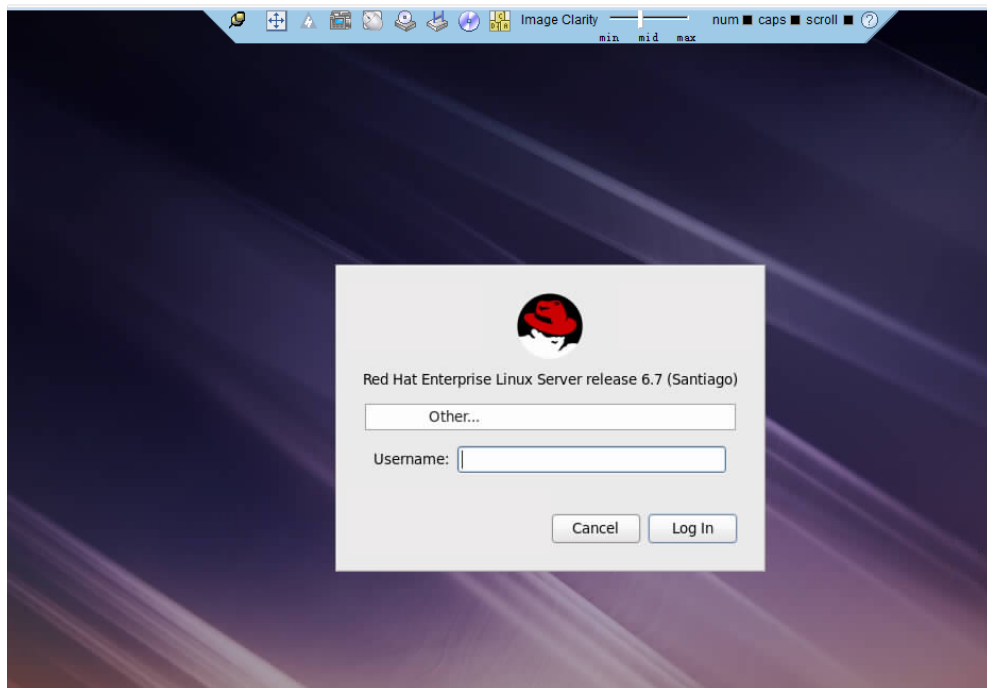 Image Clarity num caps scroll ?
min mid max
Red Hat Enterprise Linux Server release 6.7 (Santiago)
Other...
Username:
Cancel Log In